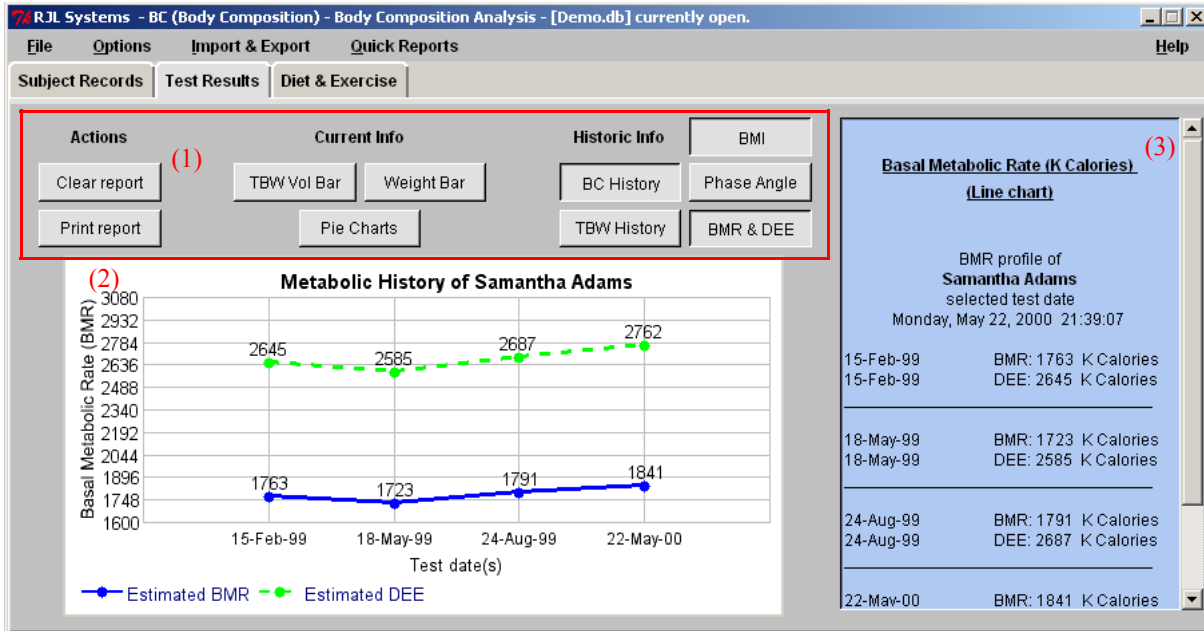 RJL Systems - BC (Body Composition) - Body Composition Analysis - [Demo.db] currently open.
File Options Import & Export Quick Reports Help
Subject Records Test Results Diet & Exercise
Actions
(1)
Clear report
Print report
Current Info
TBW Vol Bar Weight Bar
Pie Charts
Historic Info BMI
BC History Phase Angle
TBW History BMR & DEE
(2)
Metabolic History of Samantha Adams
Basal Metabolic Rate (BMR)
3080
2932
2784
2636
2488
2340
2192
2044
1896
1748
1600
2645 2585 2687 2762
1763 1723 1791 1841
15-Feb-99 18-May-99 24-Aug-99 22-May-00
Test date(s)
Estimated BMR Estimated DEE
(3)
Basal Metabolic Rate (K Calories)
(Line chart)
BMR profile of
Samantha Adams
selected test date
Monday, May 22, 2000 21:39:07
15-Feb-99 BMR: 1763 K Calories
15-Feb-99 DEE: 2645 K Calories
18-May-99 BMR: 1723 K Calories
18-May-99 DEE: 2585 K Calories
24-Aug-99 BMR: 1791 K Calories
24-Aug-99 DEE: 2687 K Calories
22-May-00 BMR: 1841 K Calories